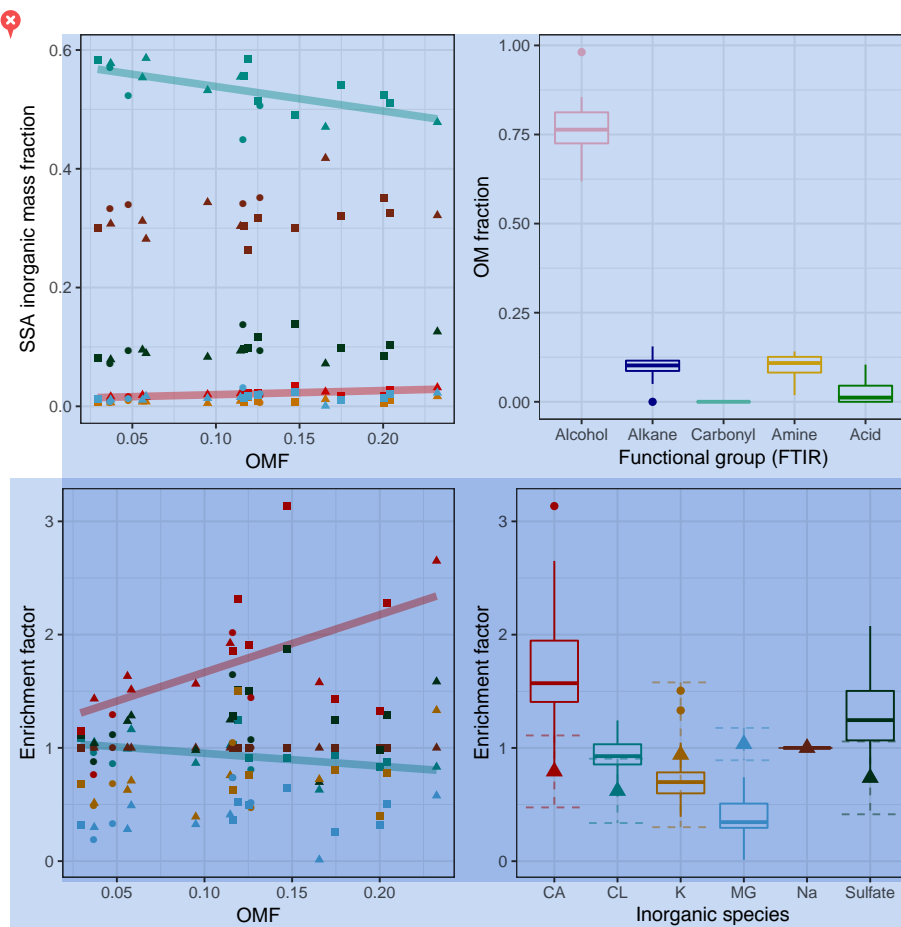 0.6
0.4
0.2
0.0
SSA inorganic mass fraction
0.05 0.10 0.15 0.20
OMF
1.00
0.75
0.50
0.25
0.00
OM fraction
Alcohol Alkane Carbonyl Amine Acid
Functional group (FTIR)
3
2
1
0
Enrichment factor
0.05 0.10 0.15 0.20
OMF
3
2
1
0
Enrichment factor
CA CL K MG Na Sulfate
Inorganic species